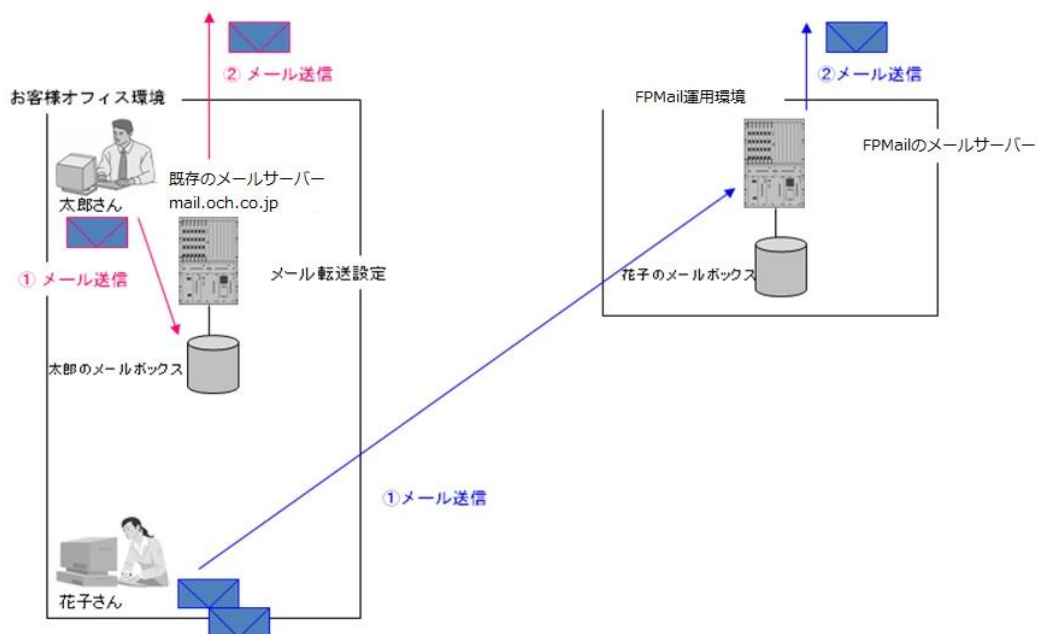 ② メール送信
お客様オフィス環境
太郎さん
既存のメールサーバー
mail.och.co.jp
① メール送信
メール転送設定
太郎のメールボックス
花子さん
①メール送信
②メール送信
FPMail運用環境
FPMailのメールサーバー
花子のメールボックス